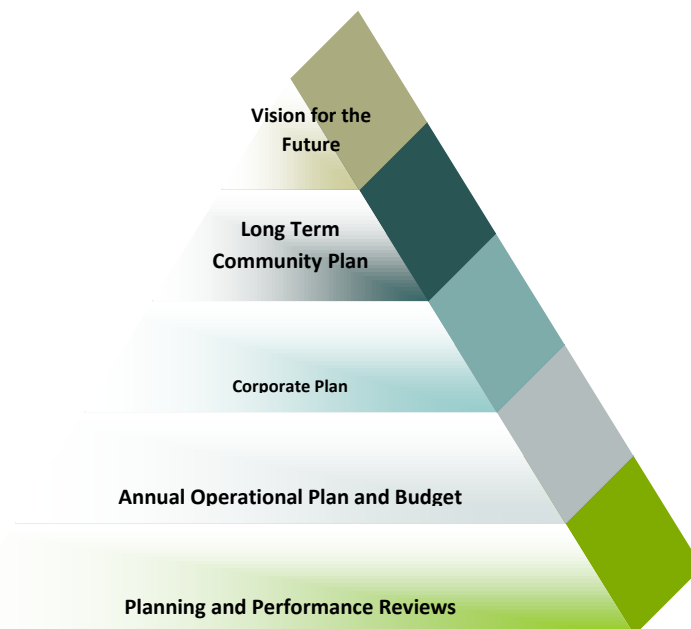 Vision for the
Future
Long Term
Community Plan
Corporate Plan
Annual Operational Plan and Budget
Planning and Performance Reviews